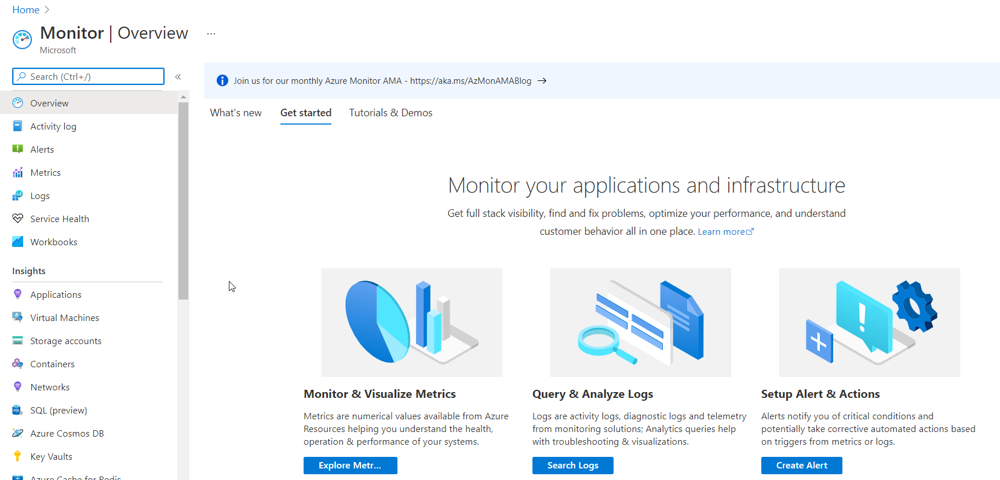 Home
Monitor | Overview
...
Microsoft
Search (Ctrl+/)
Overview
Activity log
Alerts
Metrics
Logs
Service Health
Workbooks
Insights
Applications
Virtual Machines
Storage accounts
Containers
Networks
SQL (preview)
Azure Cosmos DB
Key Vaults
Azure Cache for Redis
Join us for our monthly Azure Monitor AMA - https://aka.ms/AzMonAMABlog
What's new
Get started
Tutorials & Demos
Monitor your applications and infrastructure
Get full stack visibility, find and fix problems, optimize your performance, and understand
customer behavior all in one place. Learn more
Monitor & Visualize Metrics
Metrics are numerical values available from Azure
Resources helping you understand the health,
operation & performance of your systems.
Explore Metr...
Query & Analyze Logs
Logs are activity logs, diagnostic logs and telemetry
from monitoring solutions; Analytics queries help
with troubleshooting & visualizations.
Search Logs
Setup Alert & Actions
Alerts notify you of critical conditions and
potentially take corrective automated actions based
on triggers from metrics or logs.
Create Alert